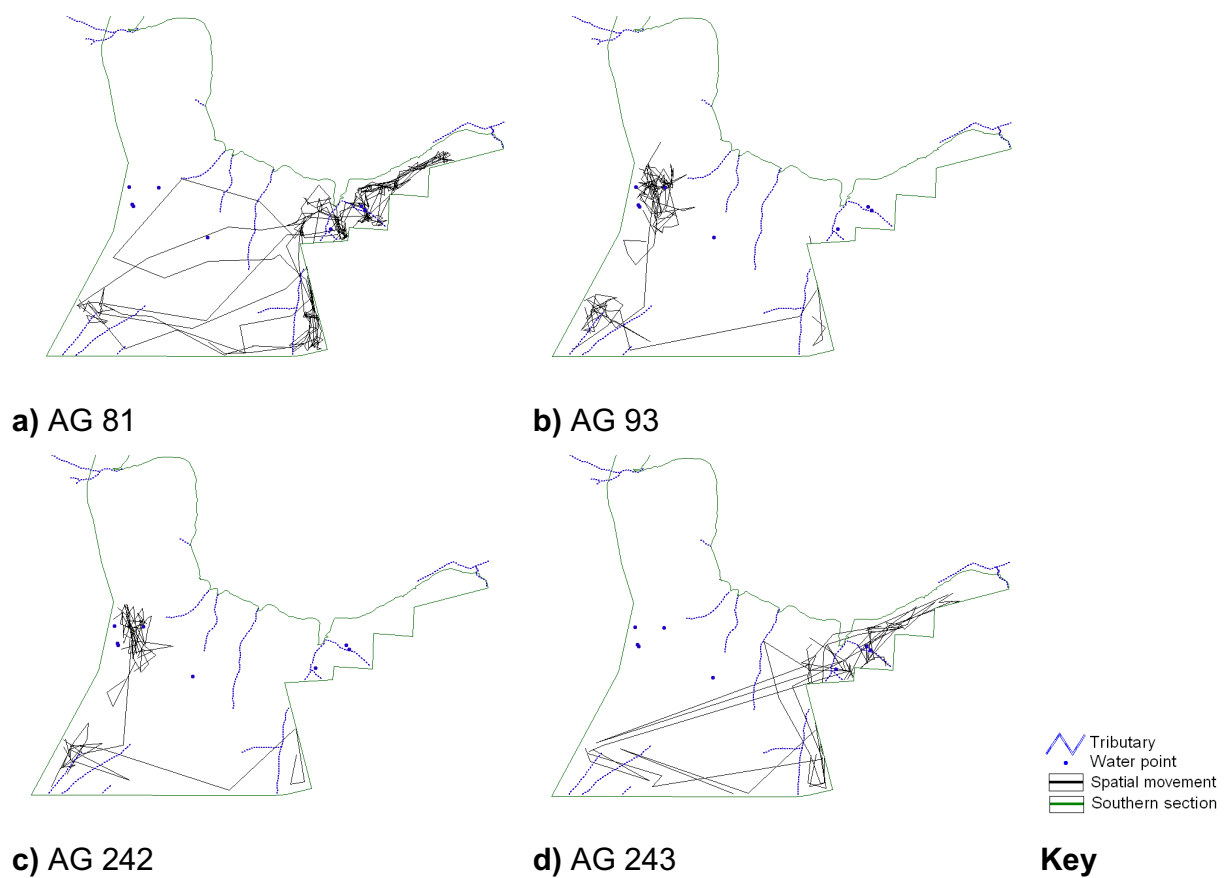 a) AG 81
b) AG 93
c) AG 242
d) AG 243
Tributary
Water point
Spatial movement
Southern section
Key